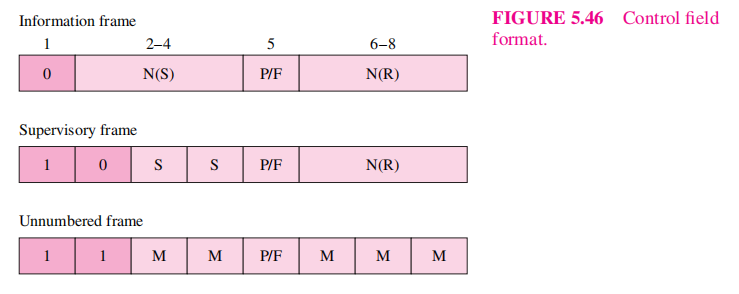 Information frame
1 2–4 5 6–8
0 N(S) P/F N(R)
Supervisory frame
1 0 S S P/F N(R)
Unnumbered frame
1 1 M M P/F M M M
FIGURE 5.46 Control field
format.